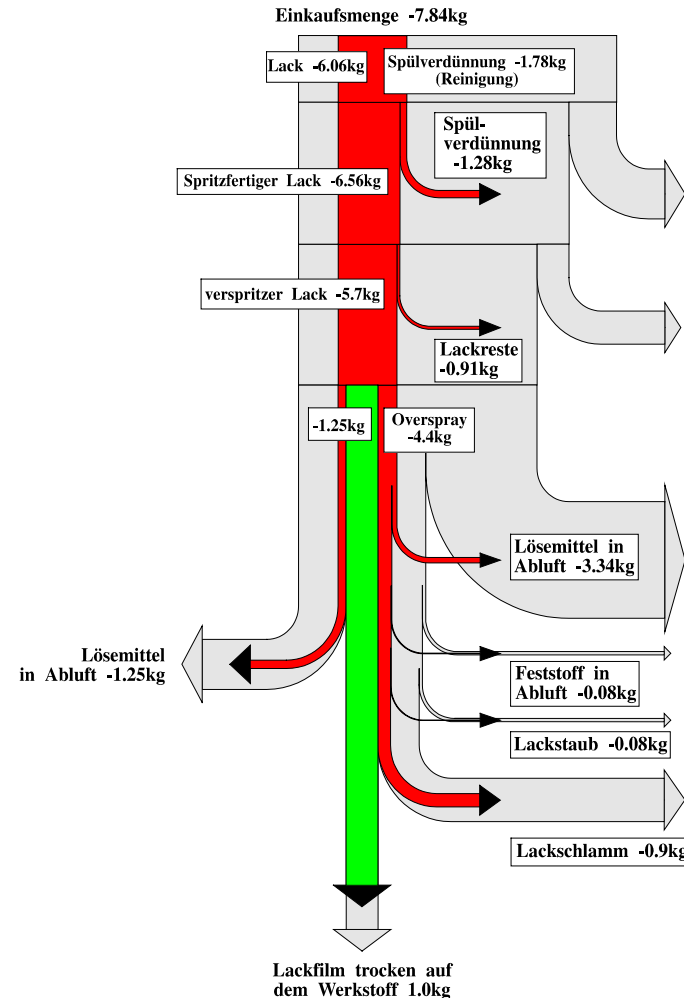 Einkaufsmenge -7.84kg
Lack -6.06kg
Spülverdünnung -1.78kg
(Reinigung)
Spül-
verdünnung
-1.28kg
Spritzfertiger Lack -6.56kg
verspritzer Lack -5.7kg
Lackreste
-0.91kg
-1.25kg
Overspray
-4.4kg
Lösemittel in
Abluft -3.34kg
Lösemittel
in Abluft -1.25kg
Feststoff in
Abluft -0.08kg
Lackstaub -0.08kg
Lackschlamm -0.9kg
Lackfilm trocken auf
dem Werkstoff 1.0kg